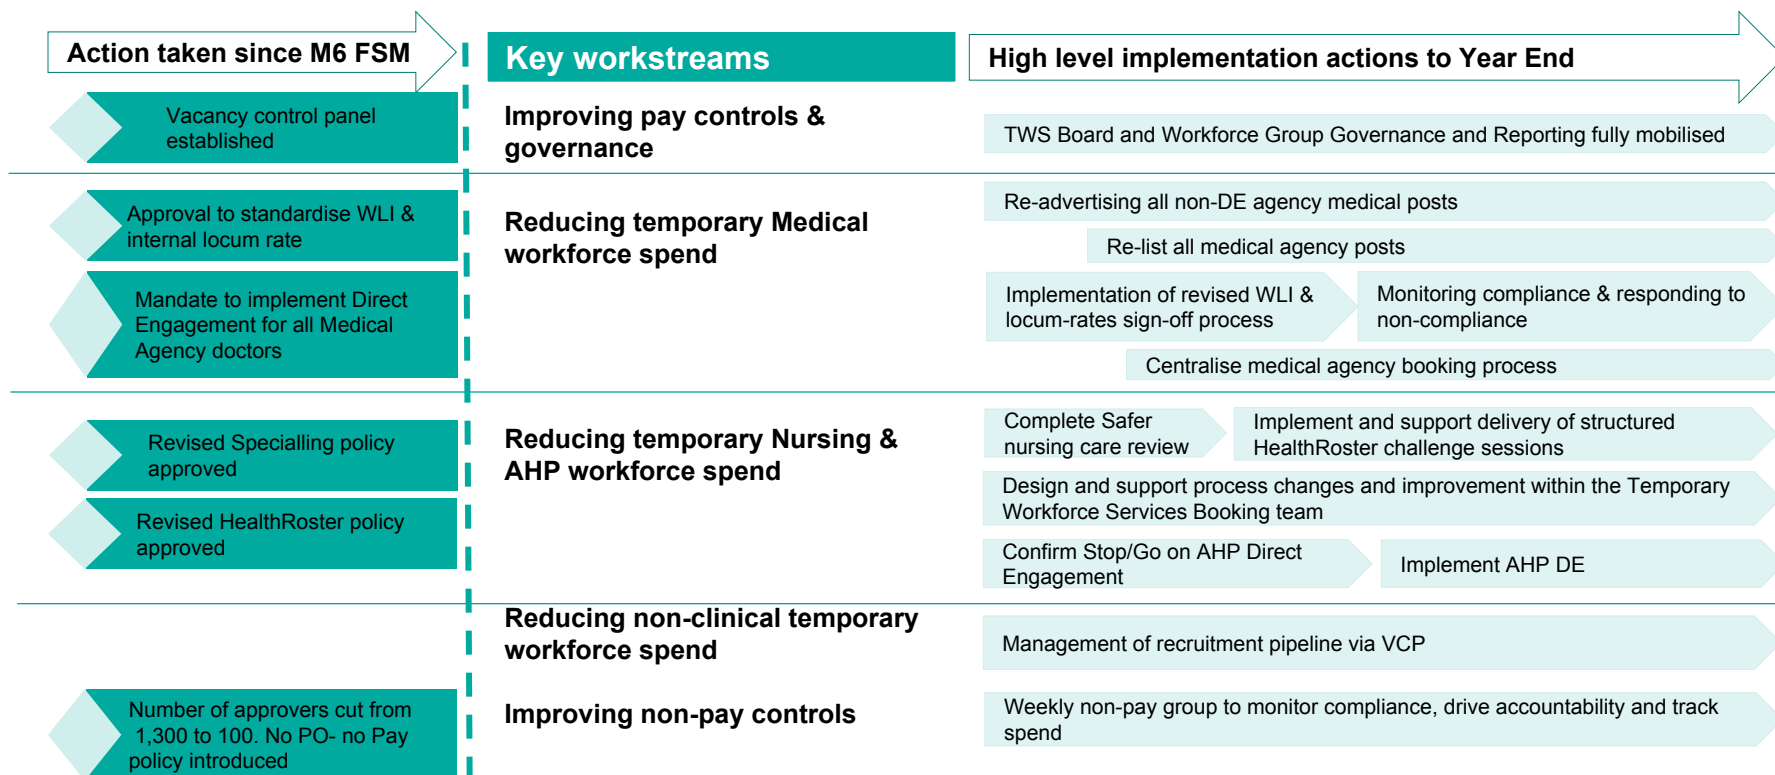 Action taken since M6 FSM
Key workstreams
High level implementation actions to Year End
Vacancy control panel
established
Improving pay controls &
governance
TWS Board and Workforce Group Governance and Reporting fully mobilised
Approval to standardise WLI &
internal locum rate
Mandate to implement Direct
Engagement for all Medical
Agency doctors
Reducing temporary Medical
workforce spend
Re-advertising all non-DE agency medical posts
Re-list all medical agency posts
Implementation of revised WLI &
locum-rates sign-off process
Monitoring compliance & responding to
non-compliance
Centralise medical agency booking process
Revised Specialling policy
approved
Revised HealthRoster policy
approved
Reducing temporary Nursing &
AHP workforce spend
Complete Safer
nursing care review
Implement and support delivery of structured
HealthRoster challenge sessions
Design and support process changes and improvement within the Temporary
Workforce Services Booking team
Confirm Stop/Go on AHP Direct
Engagement
Implement AHP DE
Reducing non-clinical temporary
workforce spend
Management of recruitment pipeline via VCP
Number of approvers cut from
1,300 to 100. No PO- no Pay
policy introduced
Improving non-pay controls
Weekly non-pay group to monitor compliance, drive accountability and track
spend